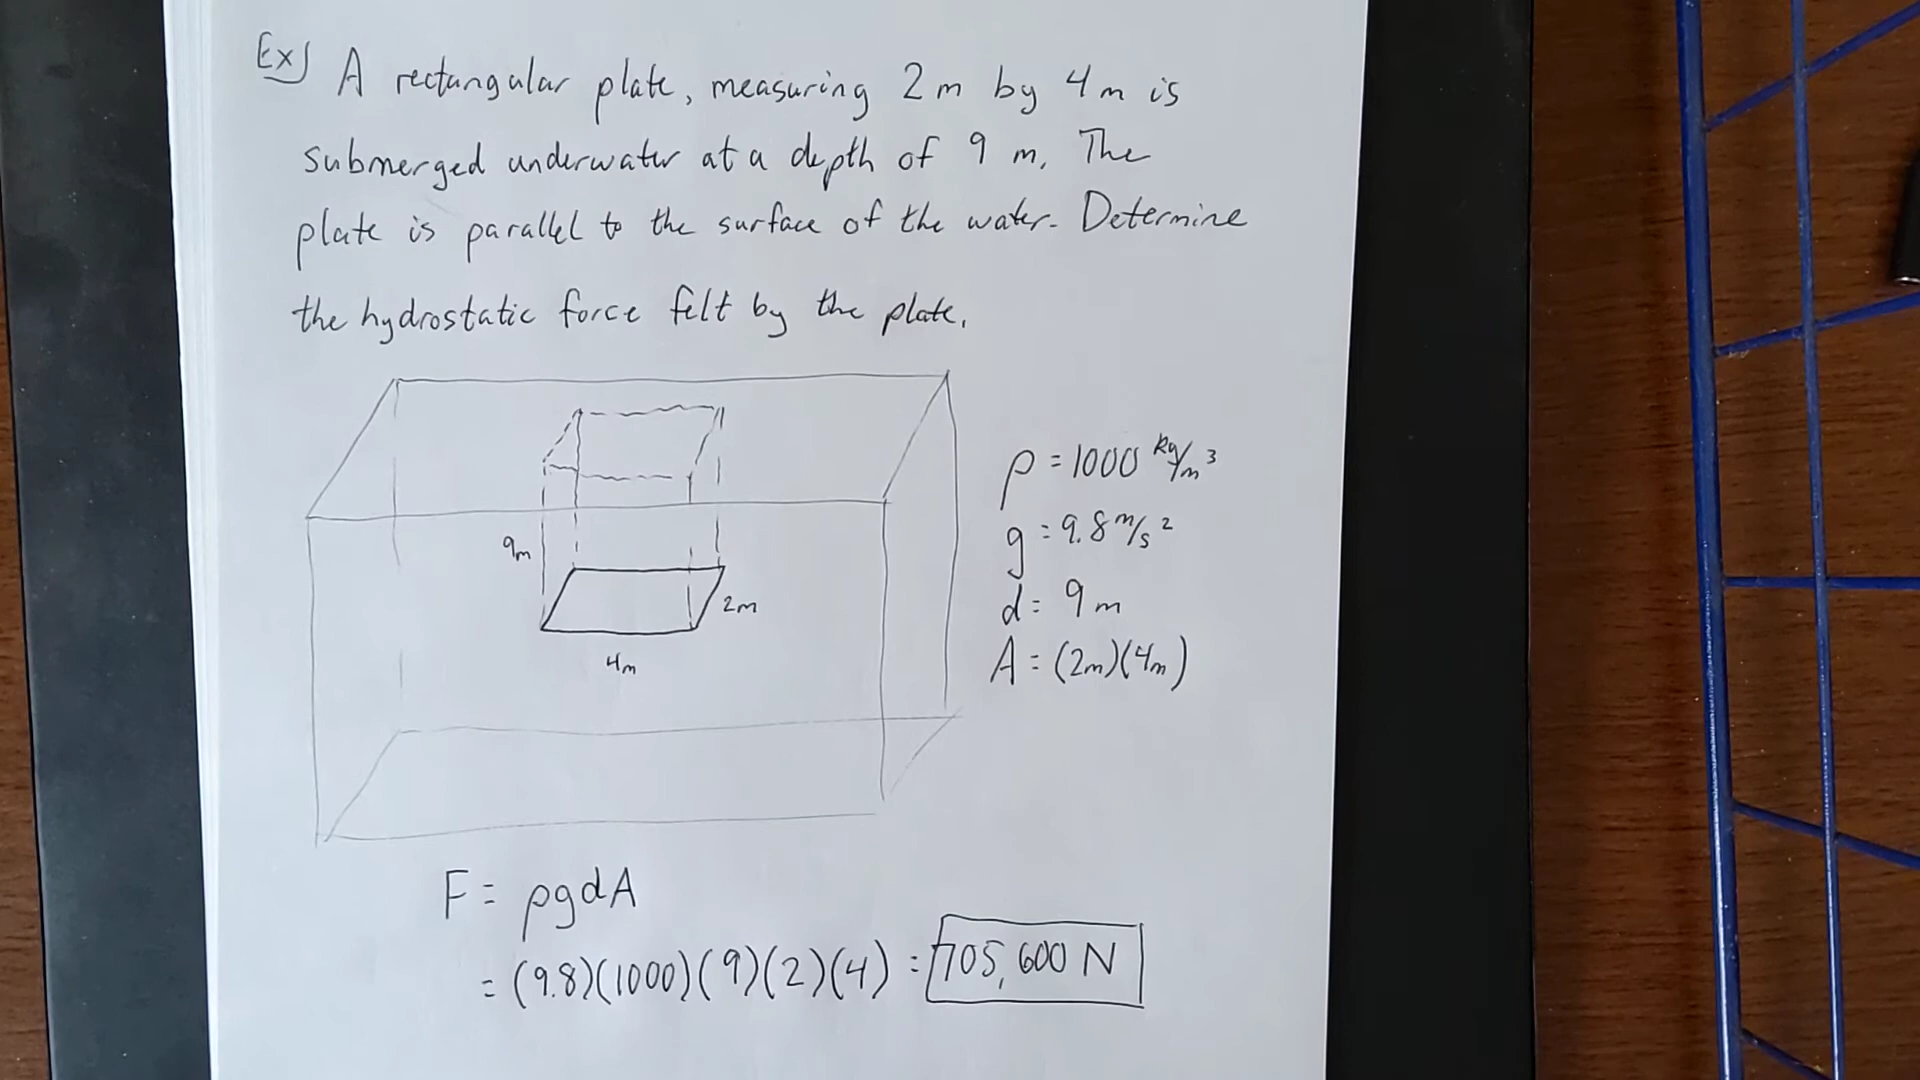 Ex) A rectangular plate, measuring 2 m by 4 m is
submerged underwater at a depth of 9 m. The
plate is parallel to the surface of the water. Determine
the hydrostatic force felt by the plate.
9m
2m
4m
ρ = 1000 kg/m³
g = 9.8 m/s²
d = 9 m
A = (2m)(4m)
F = ρgdA
= (9.8)(1000)(9)(2)(4) = 705,600 N